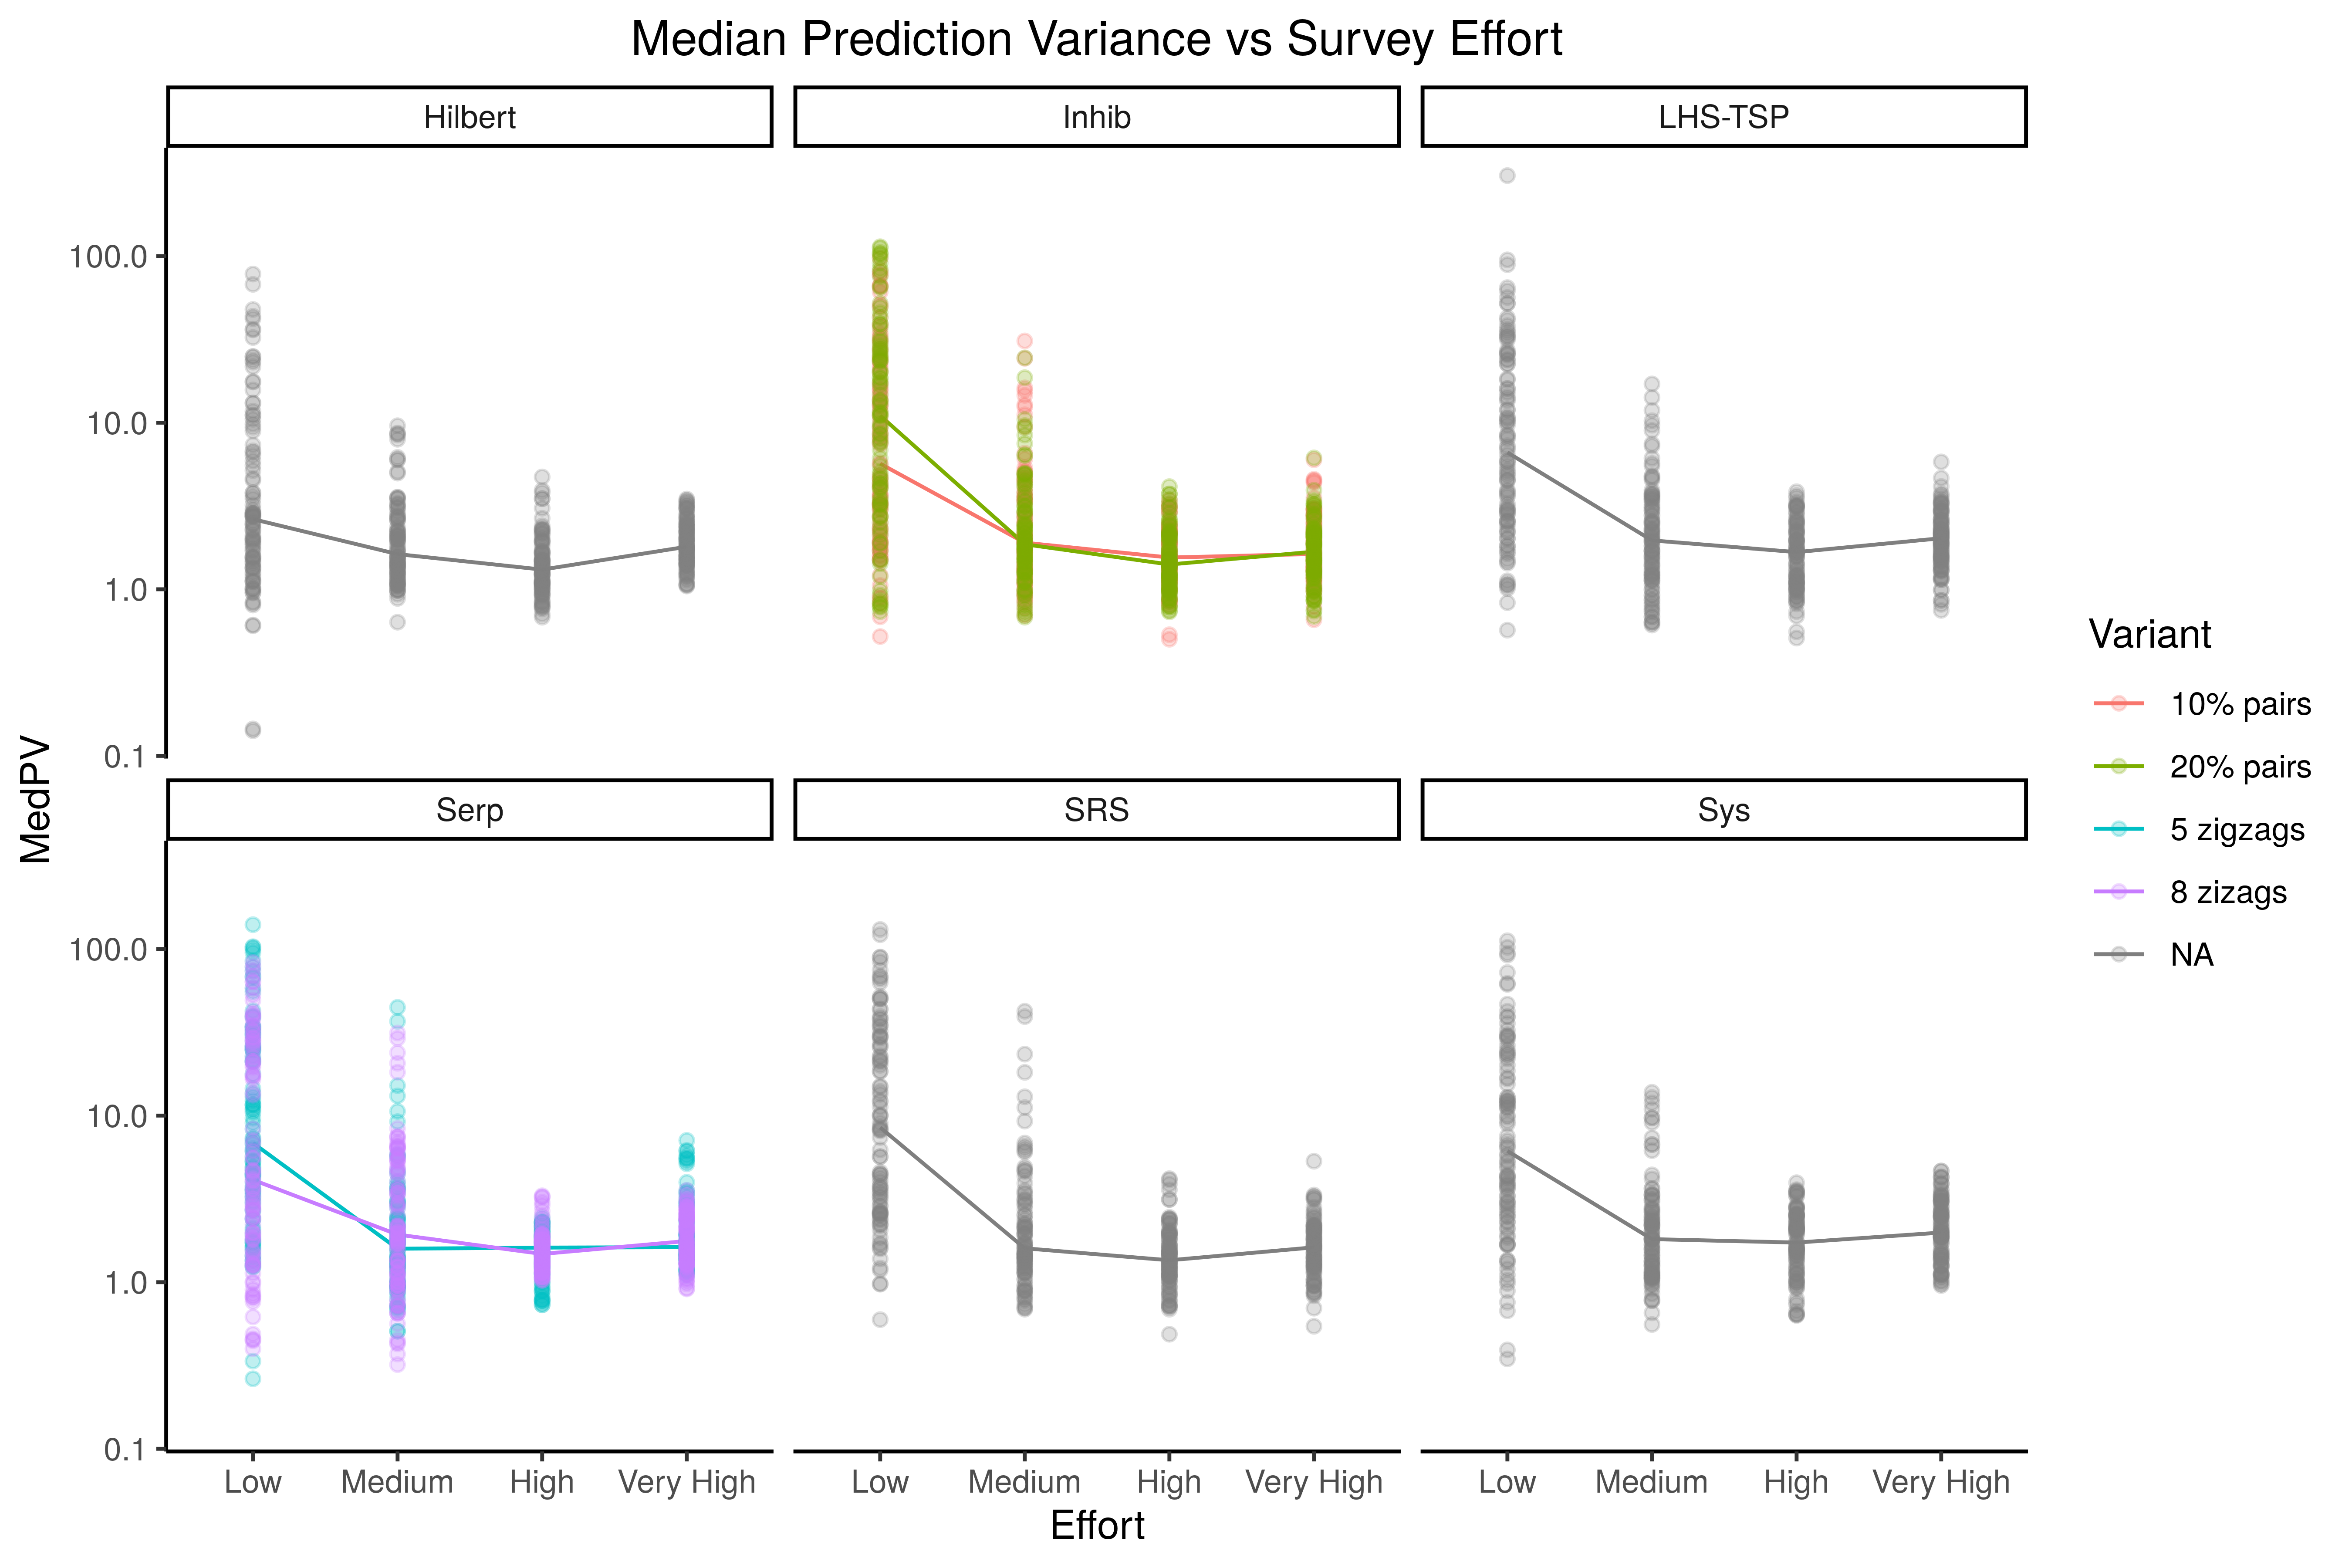 Median Prediction Variance vs Survey Effort
Hilbert
Inhib
LHS-TSP
100.0
10.0
1.0
0.1
Serp
SRS
Sys
100.0
10.0
1.0
0.1
Low Medium High Very High
Low Medium High Very High
Low Medium High Very High
Effort
MedPV
Variant
10% pairs
20% pairs
5 zigzags
8 zizags
NA